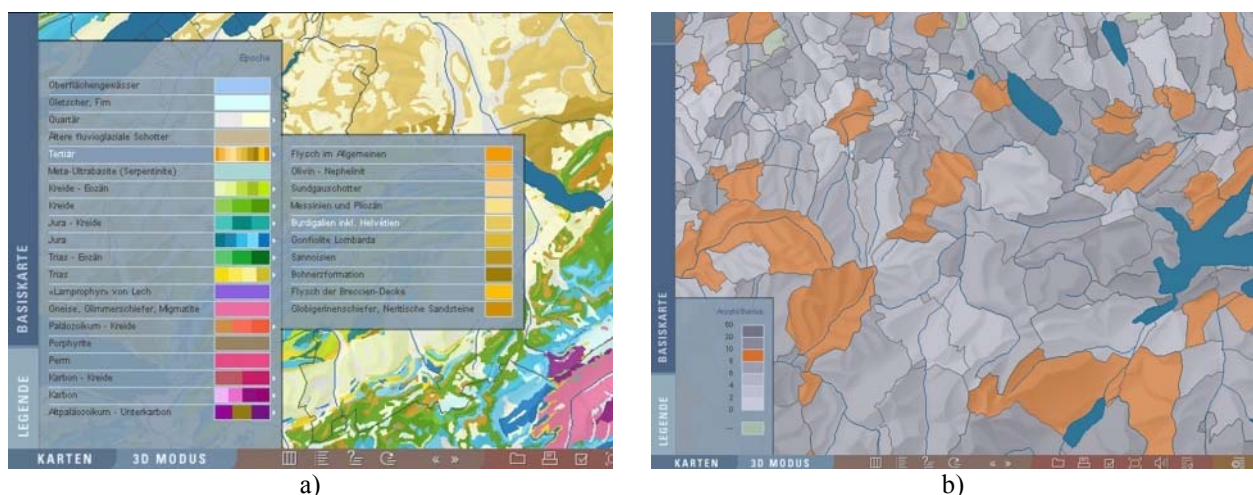 Epoche
Oberflächengewässer
Gletscher, Firn
Quartär
Ältere fluvioglaziale Schotter
Tertiär
Meta-Ultrabasite (Serpentinite)
Kreide - Eozän
Kreide
Jura - Kreide
Jura
Trias - Eozän
Trias
«Lamprophyr» von Lech
Gneise, Glimmerschiefer, Migmatite
Paläozoikum - Kreide
Porphyrite
Perm
Karbon - Kreide
Karbon
Altpaläozoikum - Unterkarbon
Flysch im Allgemeinen
Olivin - Nephelinit
Sundgauschotter
Messinien und Pliozän
Burdigalien inkl. Helvétien
Gonfiolite Lombarda
Sannoisien
Bohnerzformation
Flysch der Breccien-Decke
Globigerinenschiefer, Neritische Sandsteine
BASISKARTE
LEGENDE
KARTEN 3D MODUS
a)
BASISKARTE
LEGENDE
20
10
8
6
4
2
0
KARTEN 3D MODUS
b)